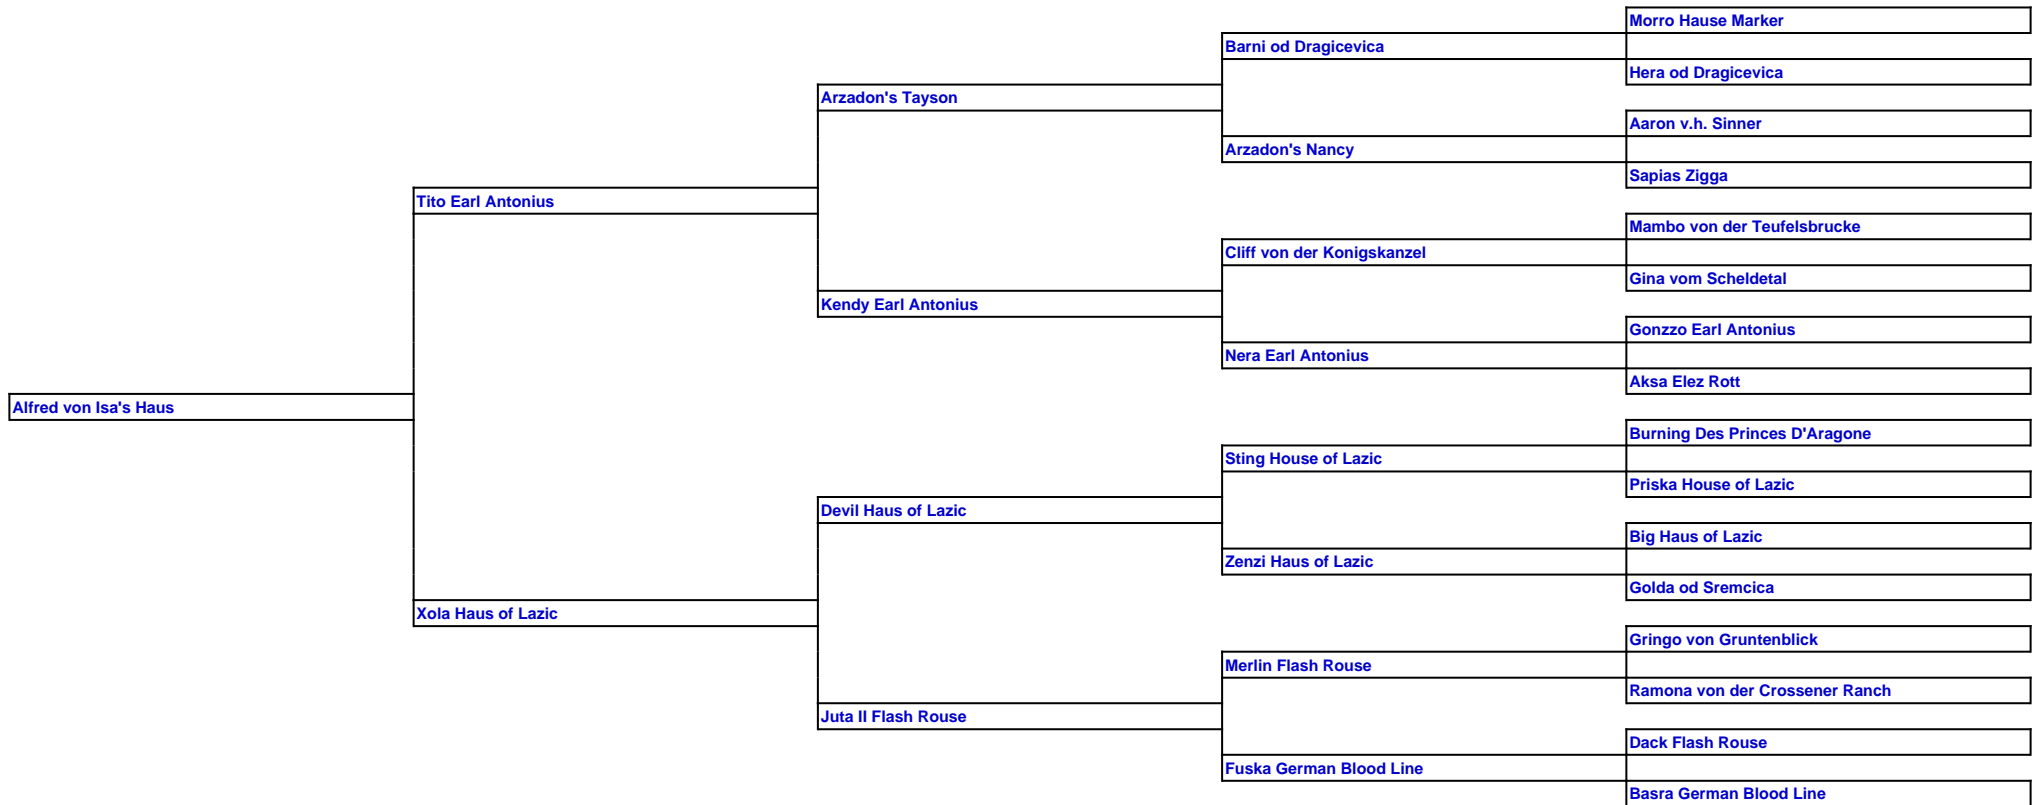 Morro Hause Marker
Barni od Dragicevica
Hera od Dragicevica
Arzadon's Tayson
Aaron v.h. Sinner
Arzadon's Nancy
Sapias Zigga
Tito Earl Antonius
Mambo von der Teufelsbrucke
Cliff von der Konigskanzel
Gina vom Scheldetal
Kendy Earl Antonius
Gonzzo Earl Antonius
Nera Earl Antonius
Aksa Elez Rott
Alfred von Isa's Haus
Burning Des Princes D'Aragone
Sting House of Lazic
Priska House of Lazic
Devil Haus of Lazic
Big Haus of Lazic
Zenzi Haus of Lazic
Golda od Sremcica
Xola Haus of Lazic
Gringo von Gruntenblick
Merlin Flash Rouse
Ramona von der Crossener Ranch
Juta II Flash Rouse
Dack Flash Rouse
Fuska German Blood Line
Basra German Blood Line